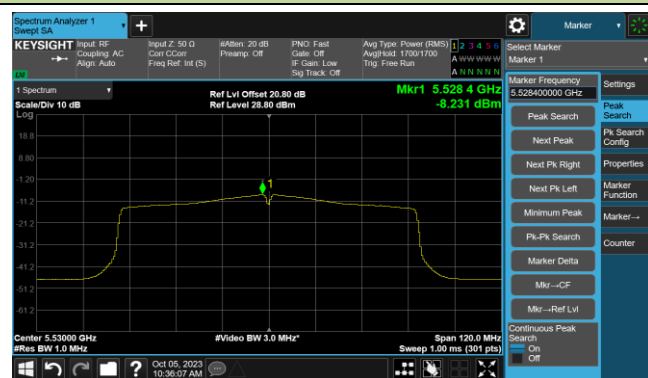 Spectrum Analyzer 1
Swept SA
+
Marker
KEYSIGHT Input: RF Input Z: 50 Ω #Atten: 20 dB PNO: Fast Avg Type: Power (RMS) 1 2 3 4 5 6
Coupling: AC Corr CCorr Preamp: Off Gate: Off Avg|Hold: 1700/1700 A W W W W W
Align: Auto Freq Ref: Int (S) IF Gain: Low Trig: Free Run
Sig Track: Off A N N N N N
LV
Select Marker
Marker 1
1 Spectrum
Scale/Div 10 dB
Log
Ref Lvl Offset 20.80 dB
Ref Level 28.80 dBm
Mkr1 5.528 4 GHz
-8.231 dBm
18.8
8.80
-1.20
-11.2
-21.2
-31.2
-41.2
-51.2
-61.2
1
Center 5.53000 GHz #Video BW 3.0 MHz* Span 120.0 MHz
#Res BW 1.0 MHz Sweep 1.00 ms (301 pts)
Marker Frequency
5.528400000 GHz
Peak Search
Next Peak
Next Pk Right
Next Pk Left
Minimum Peak
Pk-Pk Search
Marker Delta
Mkr→CF
Mkr→Ref Lvl
Continuous Peak
Search
On
Off
Settings
Peak
Search
Pk Search
Config
Properties
Marker
Function
Marker→
Counter
?
Oct 05, 2023
10:36:07 AM